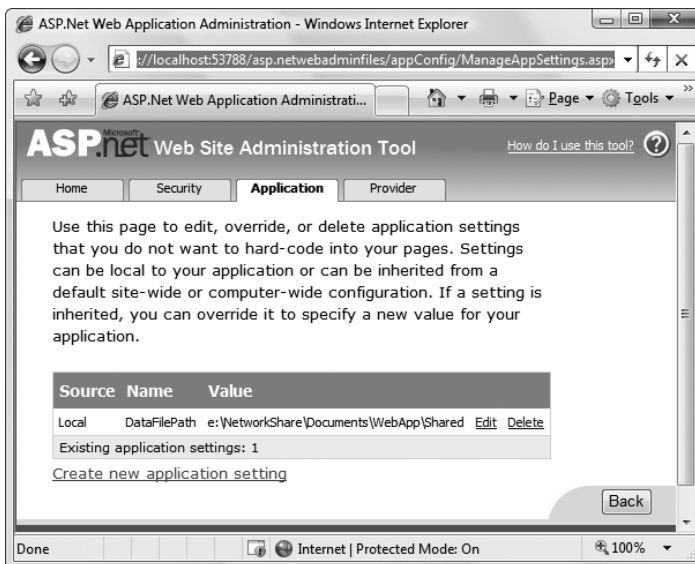 ASP.Net Web Application Administration - Windows Internet Explorer
://localhost:53788/asp.netwebadminfiles/appConfig/ManageAppSettings.aspx
ASP.Net Web Application Administrati...
Page
Tools
Microsoft
ASP.net Web Site Administration Tool
How do I use this tool? ?
Home Security Application Provider
Use this page to edit, override, or delete application settings
that you do not want to hard-code into your pages. Settings
can be local to your application or can be inherited from a
default site-wide or computer-wide configuration. If a setting is
inherited, you can override it to specify a new value for your
application.
Source Name Value
Local DataFilePath e:\NetworkShare\Documents\WebApp\Shared Edit Delete
Existing application settings: 1
Create new application setting
Back
Done Internet | Protected Mode: On 100%